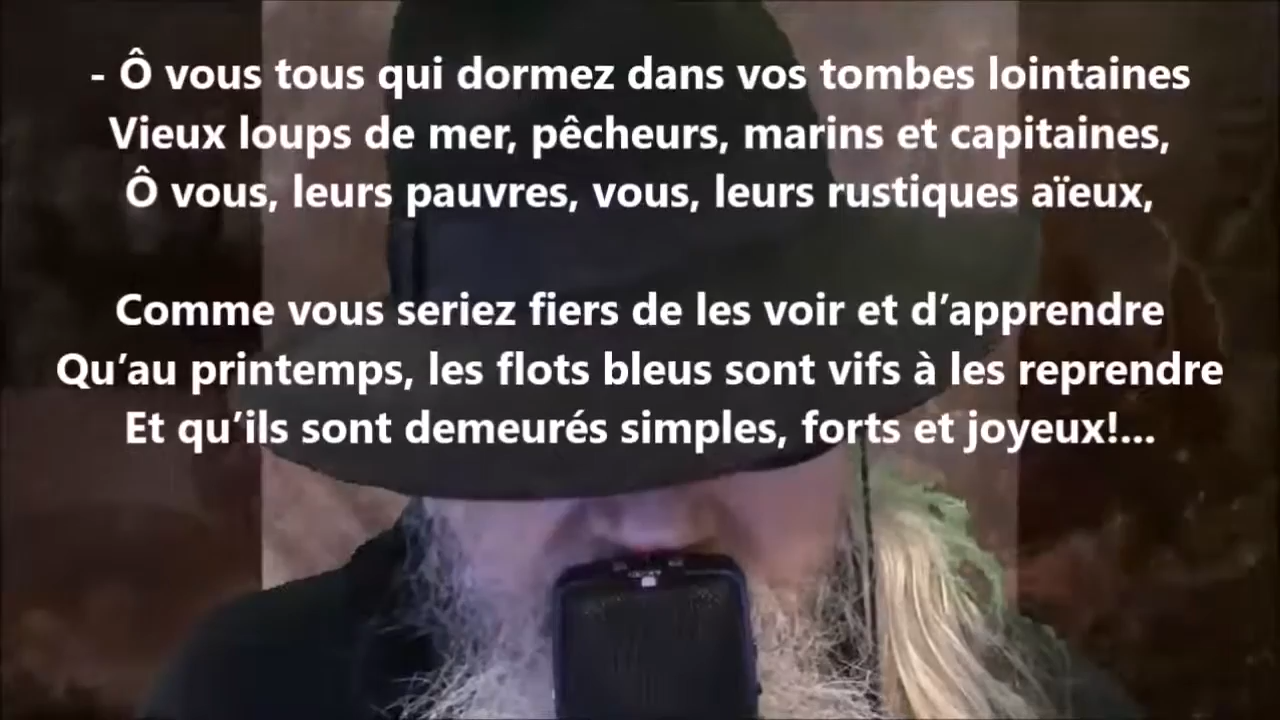 - Ô vous tous qui dormez dans vos tombes lointaines
Vieux loups de mer, pêcheurs, marins et capitaines,
Ô vous, leurs pauvres, vous, leurs rustiques aïeux,
Comme vous seriez fiers de les voir et d’apprendre
Qu’au printemps, les flots bleus sont vifs à les reprendre
Et qu’ils sont demeurés simples, forts et joyeux!...